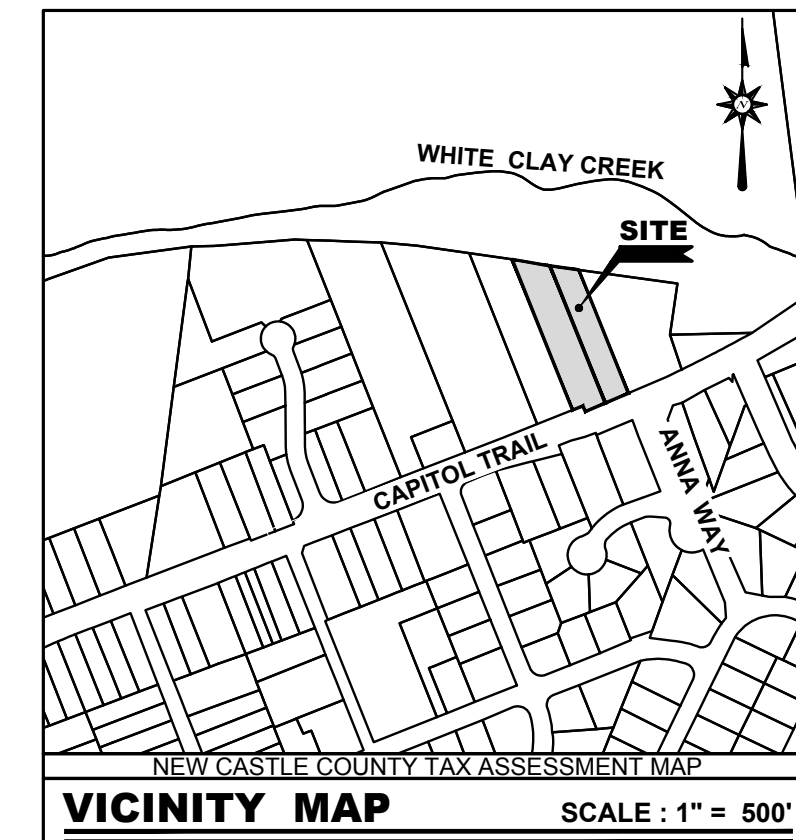 N
WHITE CLAY CREEK
SITE
CAPITOL TRAIL
ANNA WAY
NEW CASTLE COUNTY TAX ASSESSMENT MAP
VICINITY MAP
SCALE : 1" = 500'